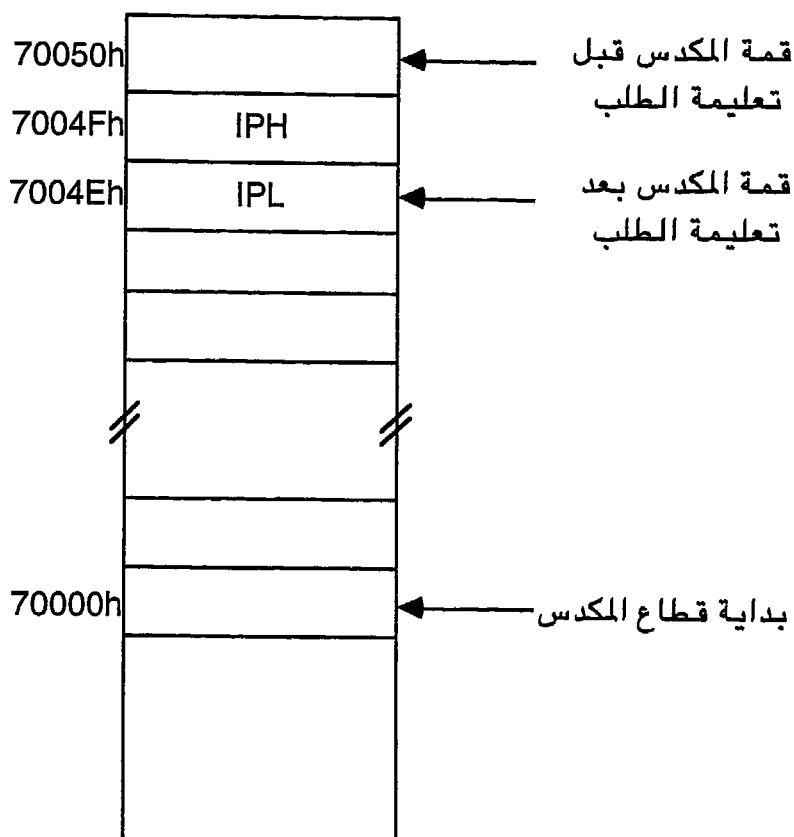 70050h
قمة المكدس قبل
تعليمة الطلب
7004Fh
IPH
7004Eh
IPL
قمة المكدس بعد
تعليمة الطلب
70000h
بداية قطاع المكدس